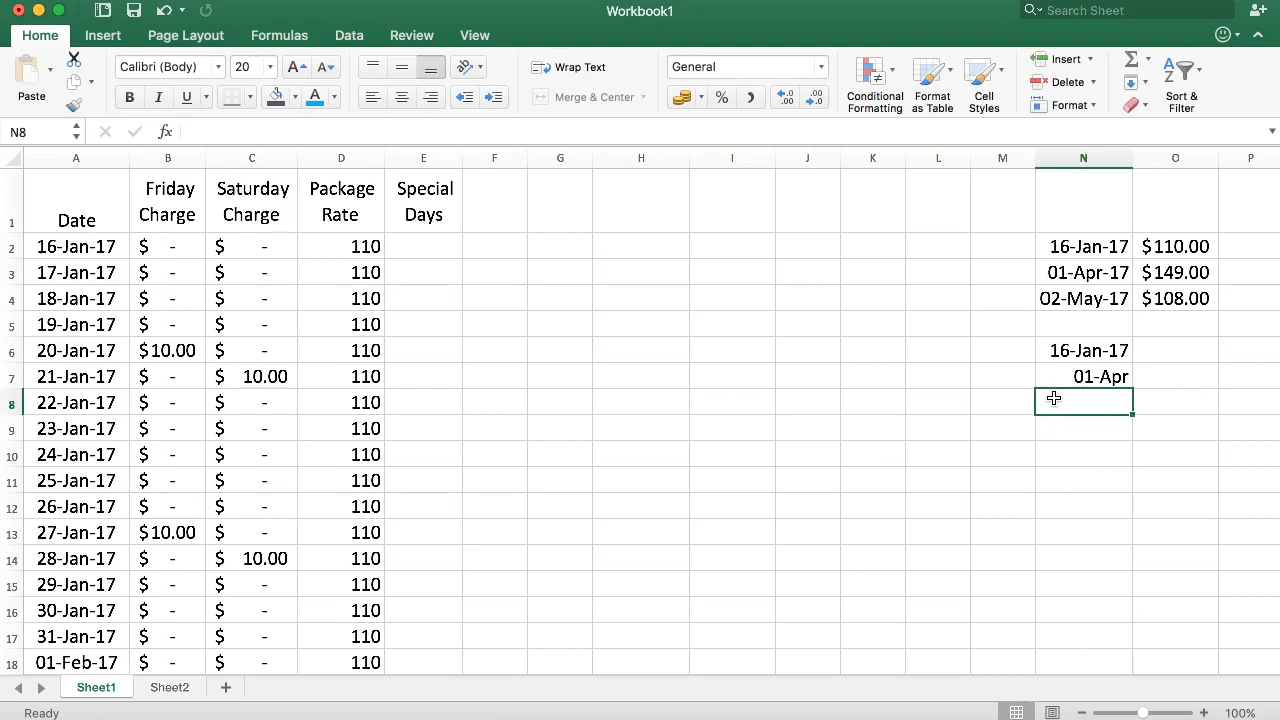 Workbook1
Search Sheet
Home Insert Page Layout Formulas Data Review View
Paste
Calibri (Body) 20 A A
B I U A
Wrap Text
Merge & Center
General
% , .0 .00 .00 .0
Conditional Formatting
Format as Table
Cell Styles
Insert
Delete
Format
Sort & Filter
N8 fx
A B C D E F G H I J K L M N O P
1 Date Friday Charge Saturday Charge Package Rate Special Days
2 16-Jan-17 $ - $ - 110 16-Jan-17 $110.00
3 17-Jan-17 $ - $ - 110 01-Apr-17 $149.00
4 18-Jan-17 $ - $ - 110 02-May-17 $108.00
5 19-Jan-17 $ - $ - 110
6 20-Jan-17 $10.00 $ - 110 16-Jan-17
7 21-Jan-17 $ - $ 10.00 110 01-Apr
8 22-Jan-17 $ - $ - 110
9 23-Jan-17 $ - $ - 110
10 24-Jan-17 $ - $ - 110
11 25-Jan-17 $ - $ - 110
12 26-Jan-17 $ - $ - 110
13 27-Jan-17 $10.00 $ - 110
14 28-Jan-17 $ - $ 10.00 110
15 29-Jan-17 $ - $ - 110
16 30-Jan-17 $ - $ - 110
17 31-Jan-17 $ - $ - 110
18 01-Feb-17 $ - $ - 110
Sheet1 Sheet2 +
Ready 100%